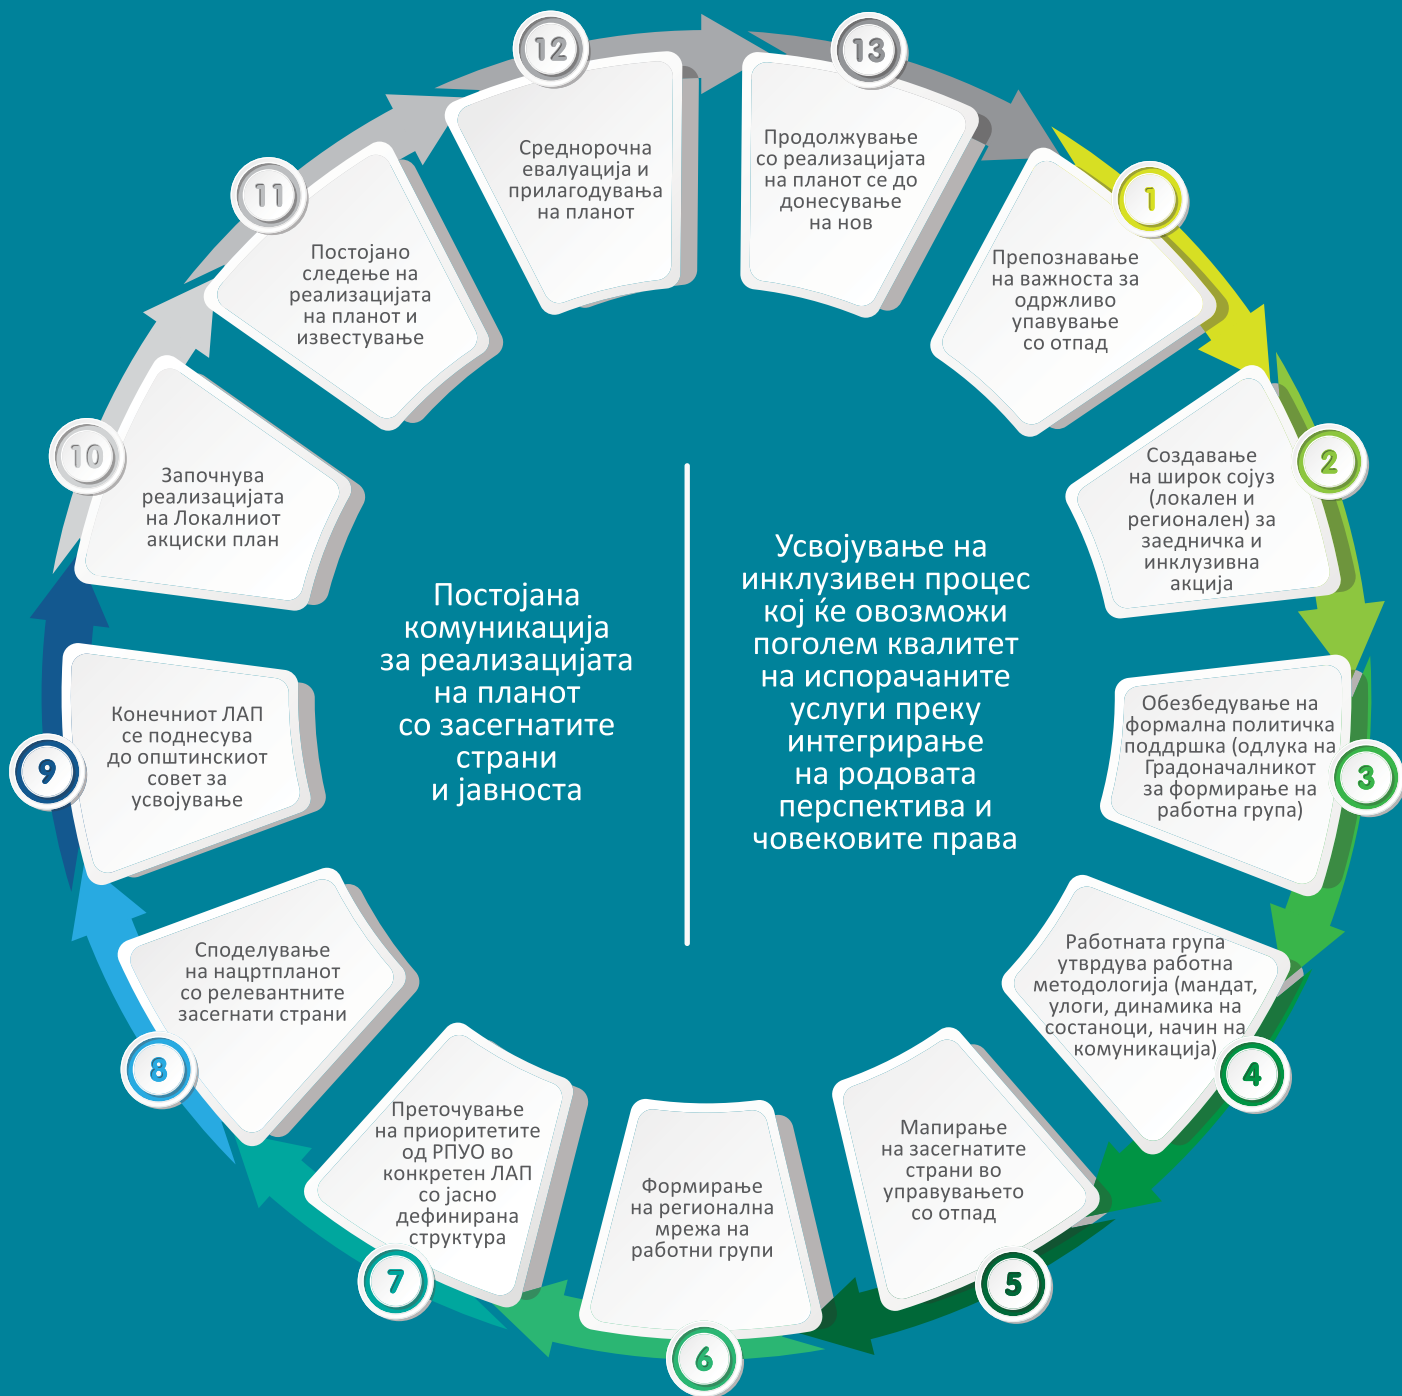 1
Препознавање
на важноста за
одржливо
упавување
со отпад
2
Создавање
на широк сојуз
(локален и
регионален) за
заедничка и
инклузивна
акција
3
Обезбедување на
формална политичка
поддршка (одлука на
Градоначалникот
за формирање на
работна група)
4
Работната група
утврдува работна
методологија (мандат,
улоги, динамика на
состаноци, начин на
комуникација)
5
Мапирање
на засегнатите
страни во
управувањето
со отпад
6
Формирање
на регионална
мрежа на
работни групи
7
Преточување
на приоритетите
од РПУО во
конкретен ЛАП
со јасно
дефинирана
структура
8
Споделување
на нацртпланот
со релевантните
засегнати страни
9
Конечниот ЛАП
се поднесува
до општинскиот
совет за
усвојување
10
Започнува
реализацијата
на Локалниот
акциски план
11
Постојано
следење на
реализацијата
на планот и
известување
12
Среднорочна
евалуација и
прилагодувања
на планот
13
Продолжување
со реализацијата
на планот се до
донесување
на нов
Постојана
комуникација
за реализацијата
на планот
со засегнатите
страни
и јавноста
Усвојување на
инклузивен процес
кој ќе овозможи
поголем квалитет
на испорачаните
услуги преку
интегрирање
на родовата
перспектива и
човековите права